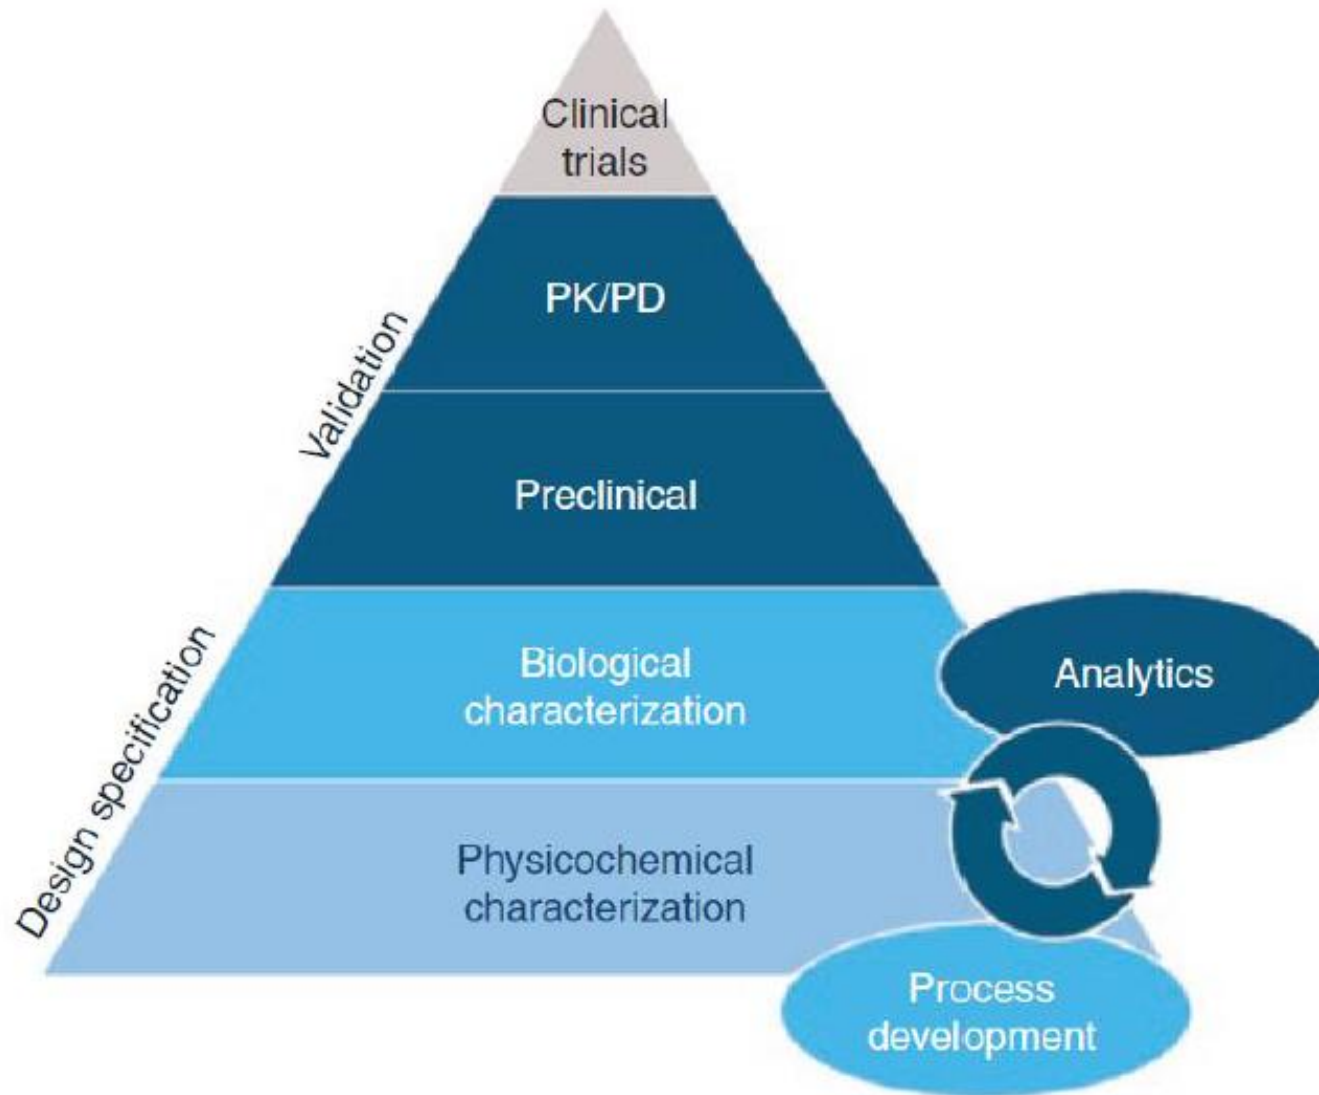 Clinical
trials
PK/PD
Validation
Preclinical
Biological
characterization
Analytics
Design specification
Physicochemical
characterization
Process
development